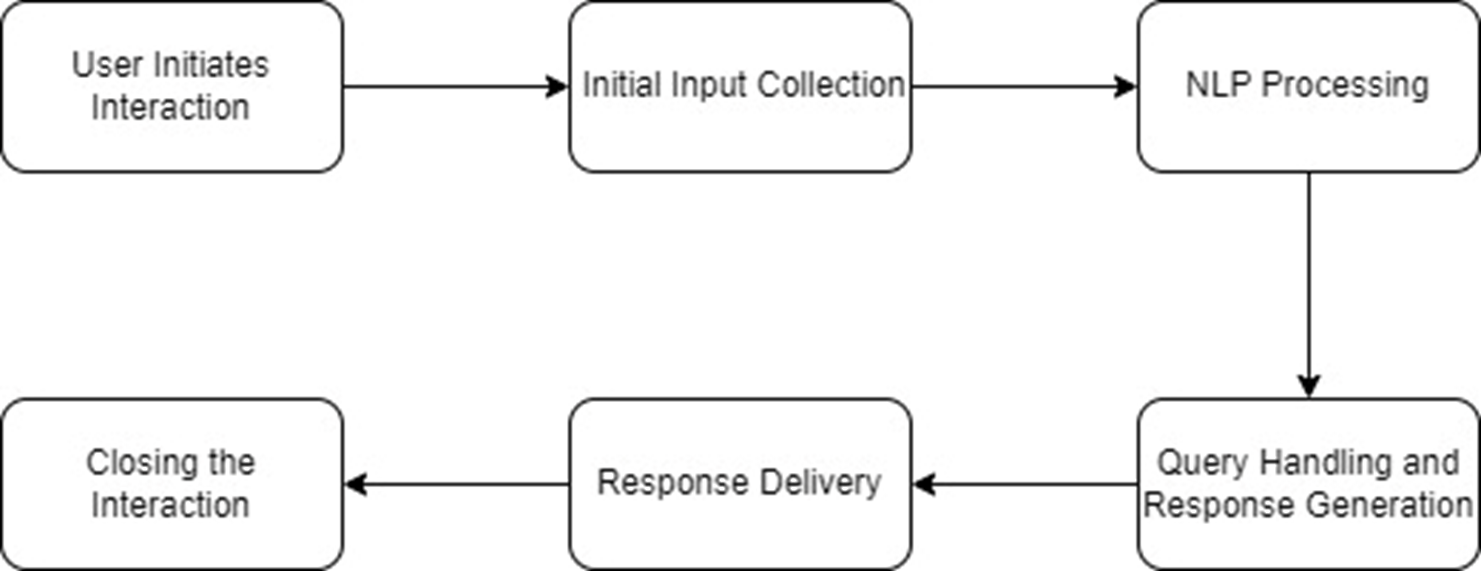 User Initiates
Interaction
Initial Input Collection
NLP Processing
Query Handling and
Response Generation
Response Delivery
Closing the
Interaction